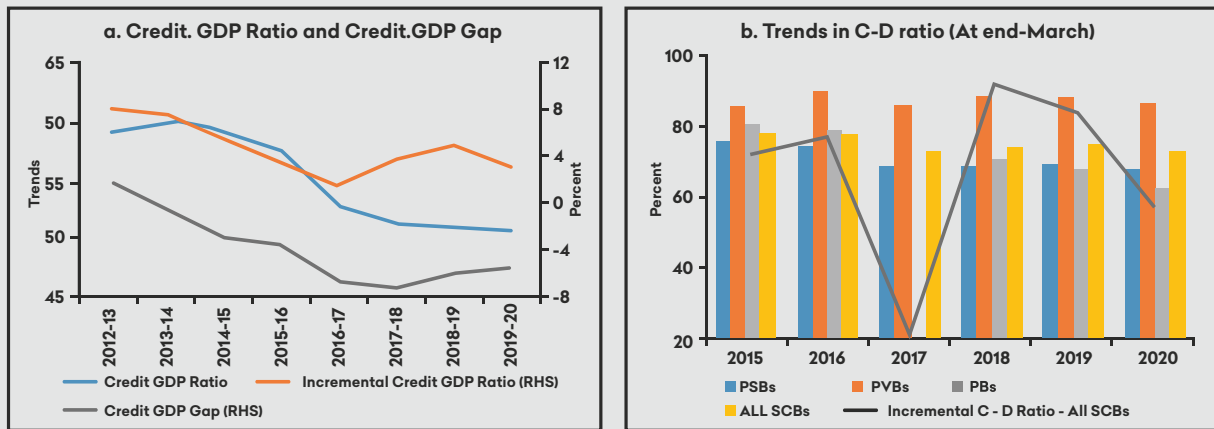 a. Credit. GDP Ratio and Credit.GDP Gap
65
50
55
50
45
Trends
12
8
4
0
-4
-8
Percent
2012-13
2013-14
2014-15
2015-16
2016-17
2017-18
2018-19
2019-20
Credit GDP Ratio
Incremental Credit GDP Ratio (RHS)
Credit GDP Gap (RHS)
b. Trends in C-D ratio (At end-March)
100
80
60
40
20
Percent
2015
2016
2017
2018
2019
2020
PSBs
PVBs
PBs
ALL SCBs
Incremental C - D Ratio - All SCBs